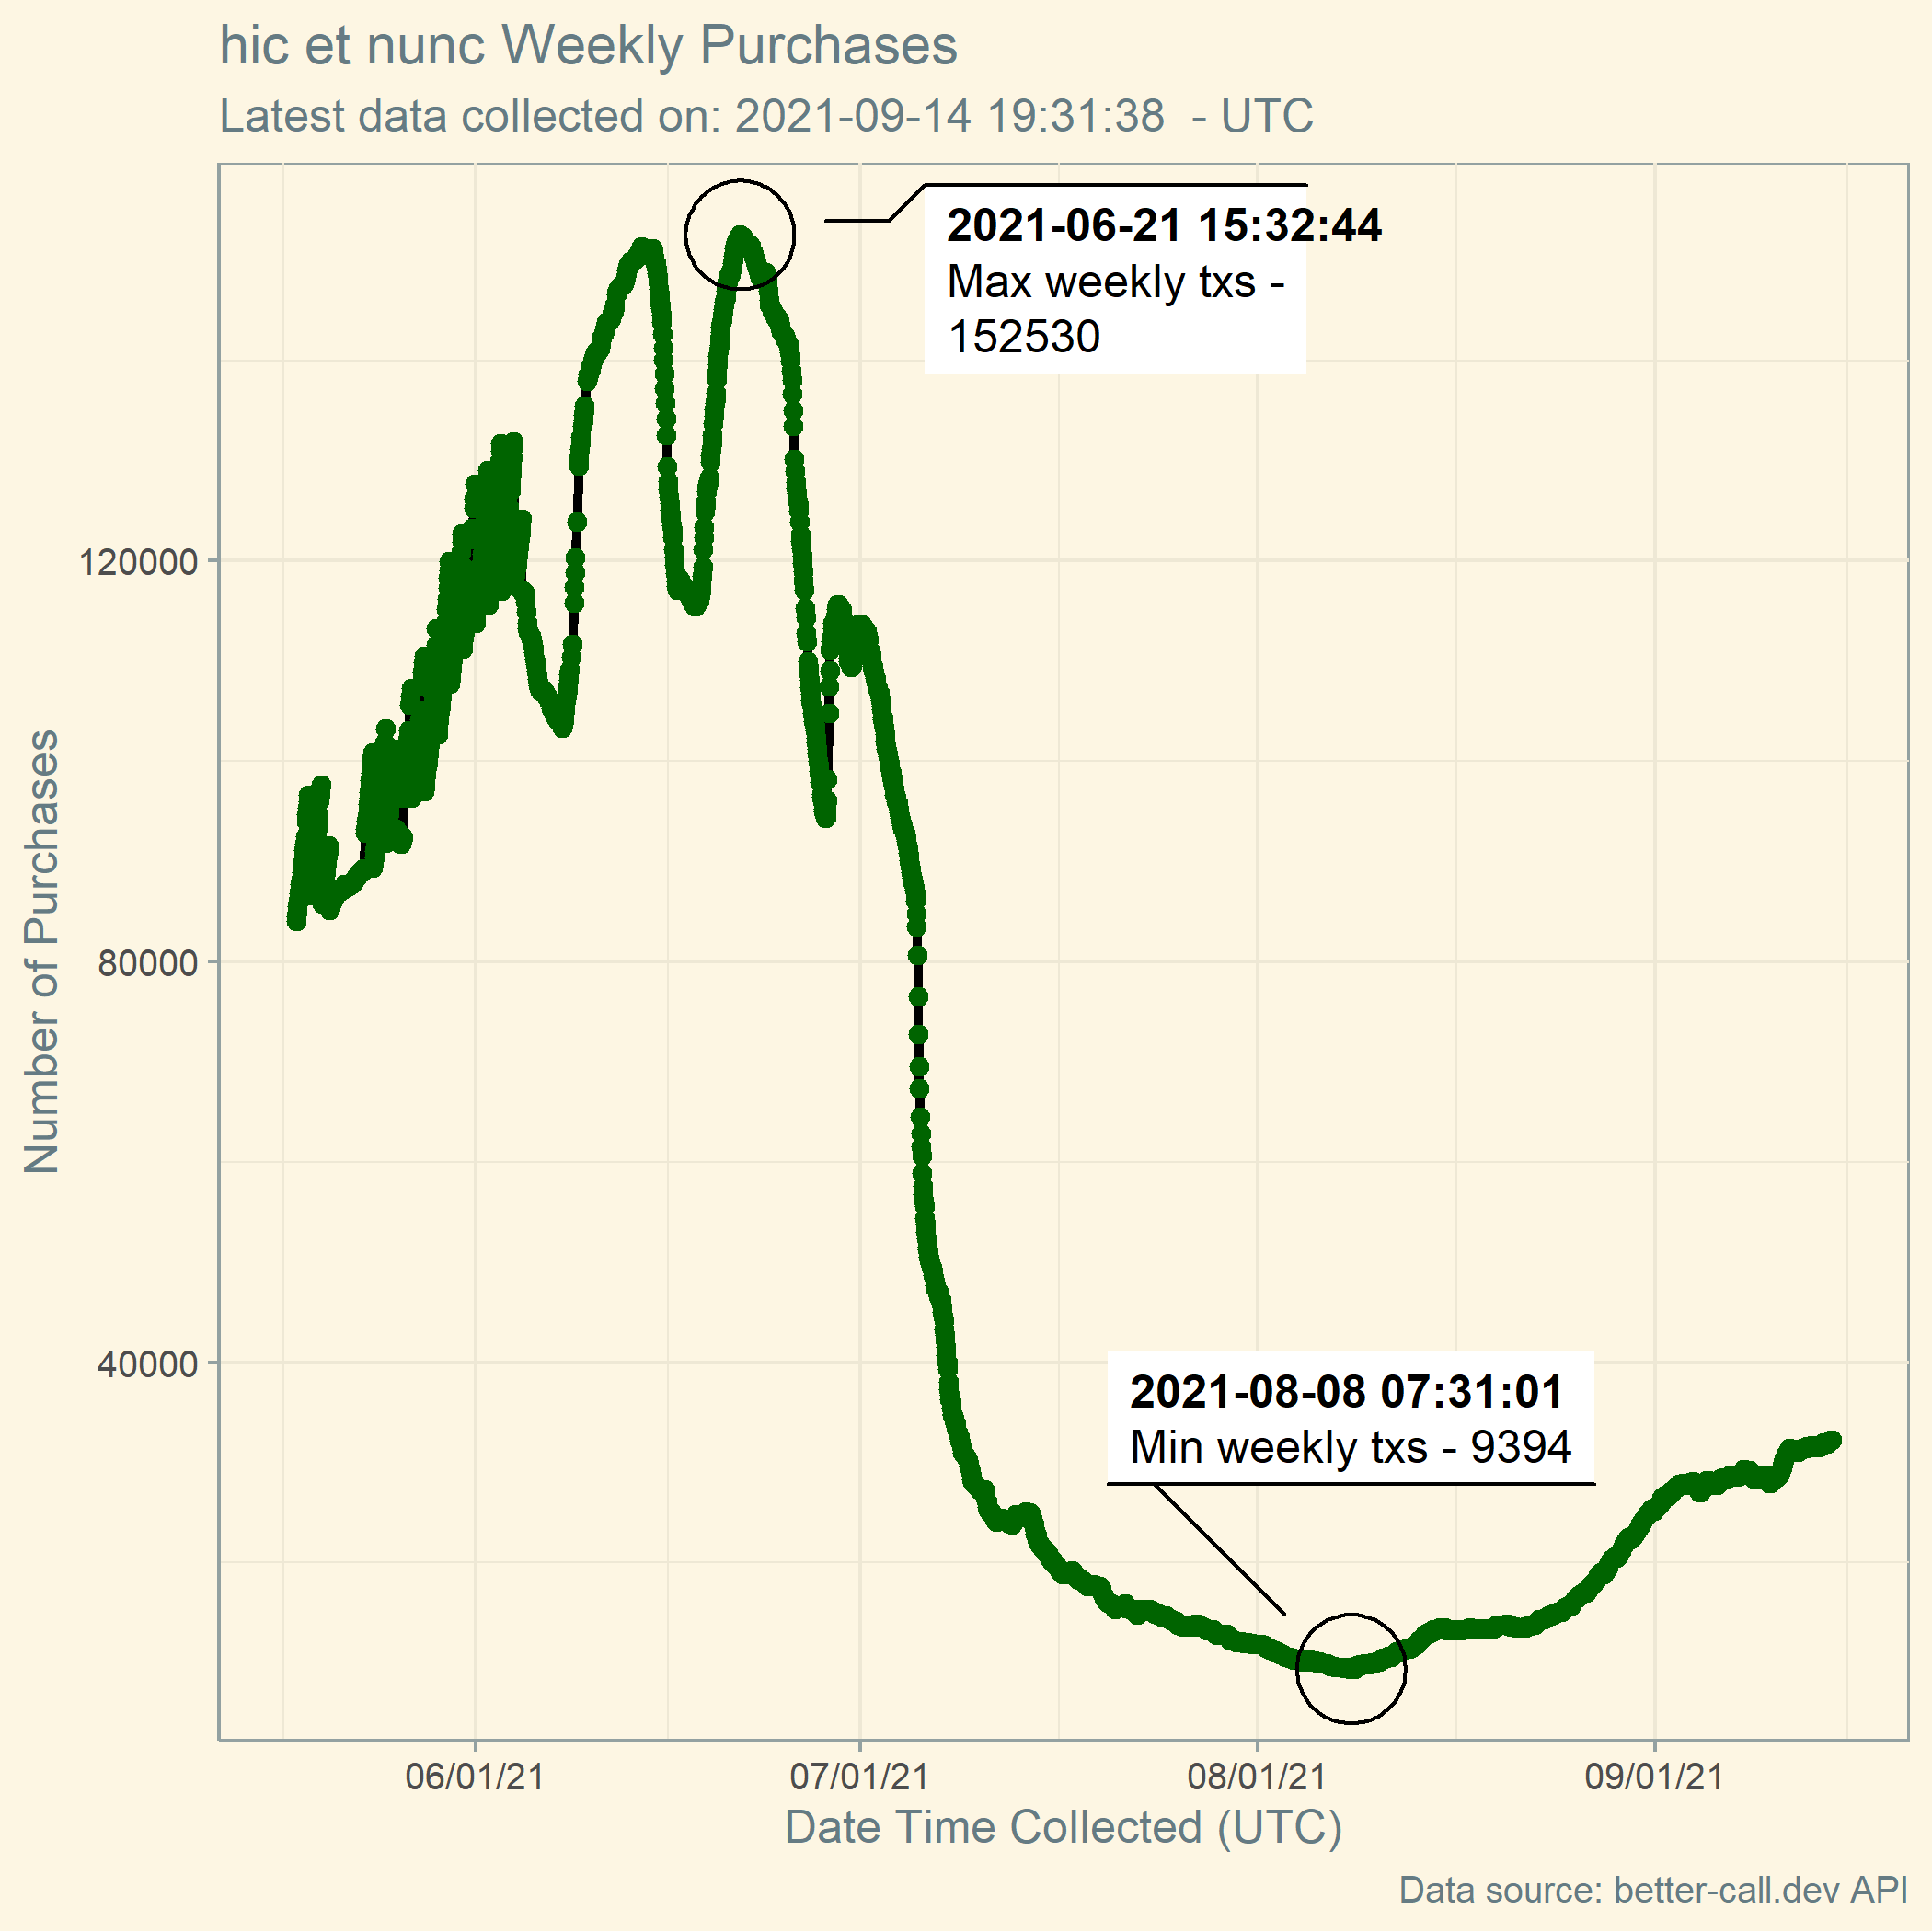 hic et nunc Weekly Purchases
Latest data collected on: 2021-09-14 19:31:38  - UTC
2021-06-21 15:32:44
Max weekly txs -
152530
120000
80000
40000
Number of Purchases
2021-08-08 07:31:01
Min weekly txs - 9394
06/01/21 07/01/21 08/01/21 09/01/21
Date Time Collected (UTC)
Data source: better-call.dev API